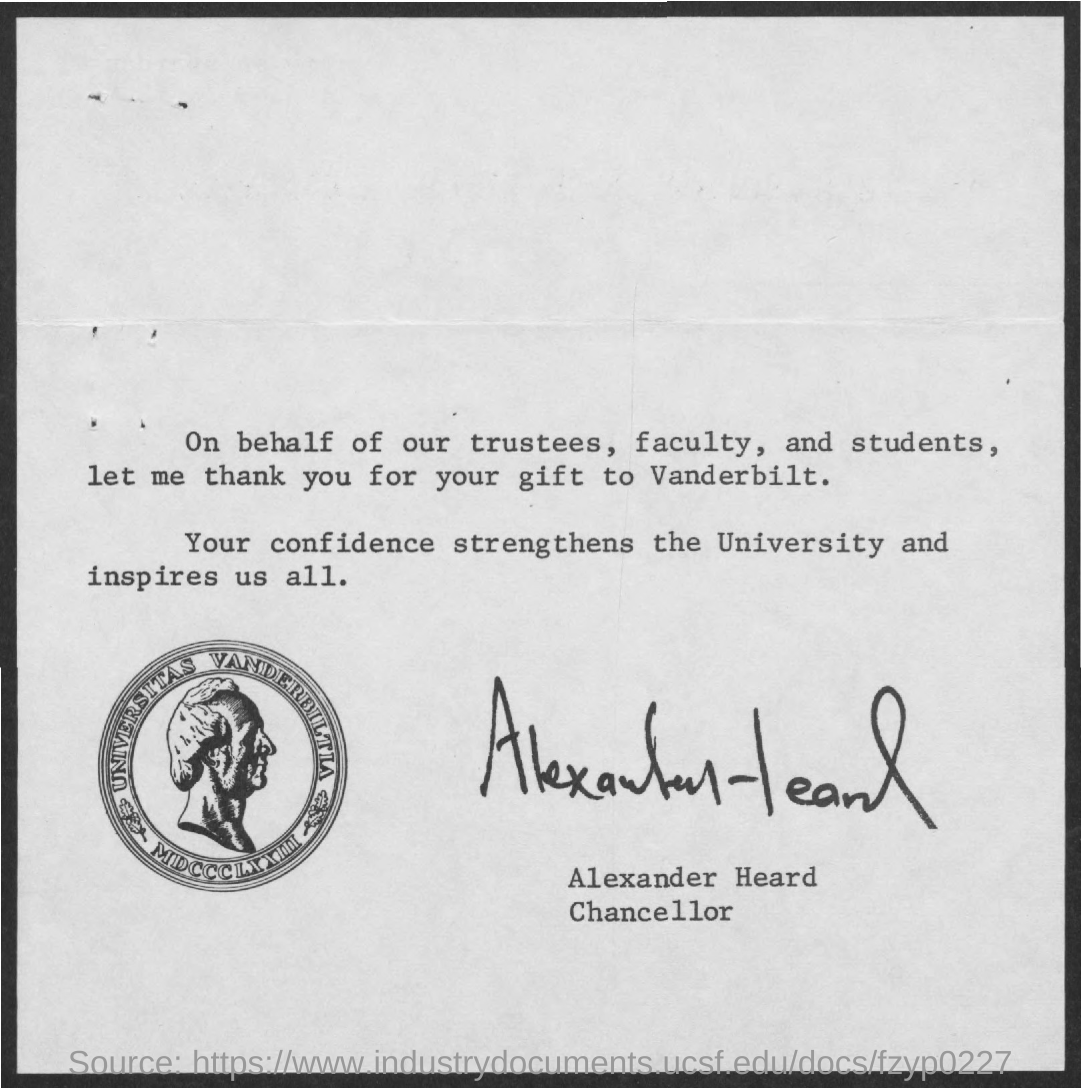 On behalf of our trustees, faculty, and students,
let me thank you for your gift to Vanderbilt.
Your confidence strengthens the University and
inspires us all.
UNIVERSITAS VANDERBILTIA
MDCCCLXXIII
Alexander Heard
Alexander Heard
Chancellor
Source: https://www.industrydocuments.ucsf.edu/docs/fzyp0227